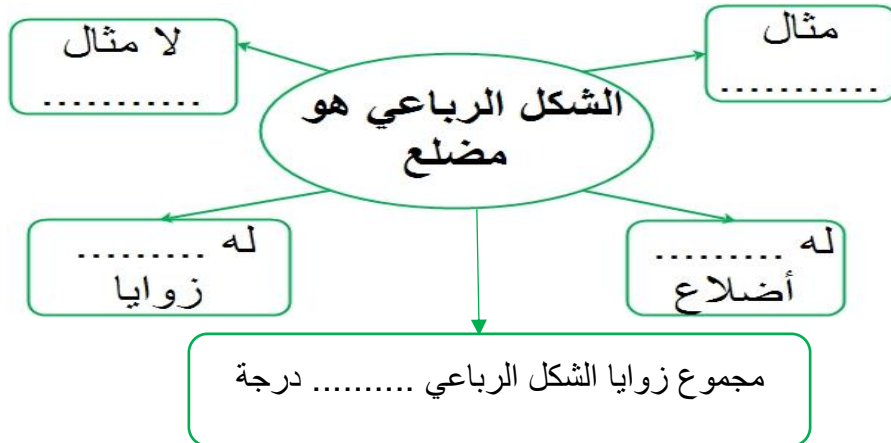 مثال
...........
لا مثال
...........
الشكل الرباعي هو
مضلع
له .........
أضلاع
له .........
زوايا
مجموع زوايا الشكل الرباعي .......... درجة